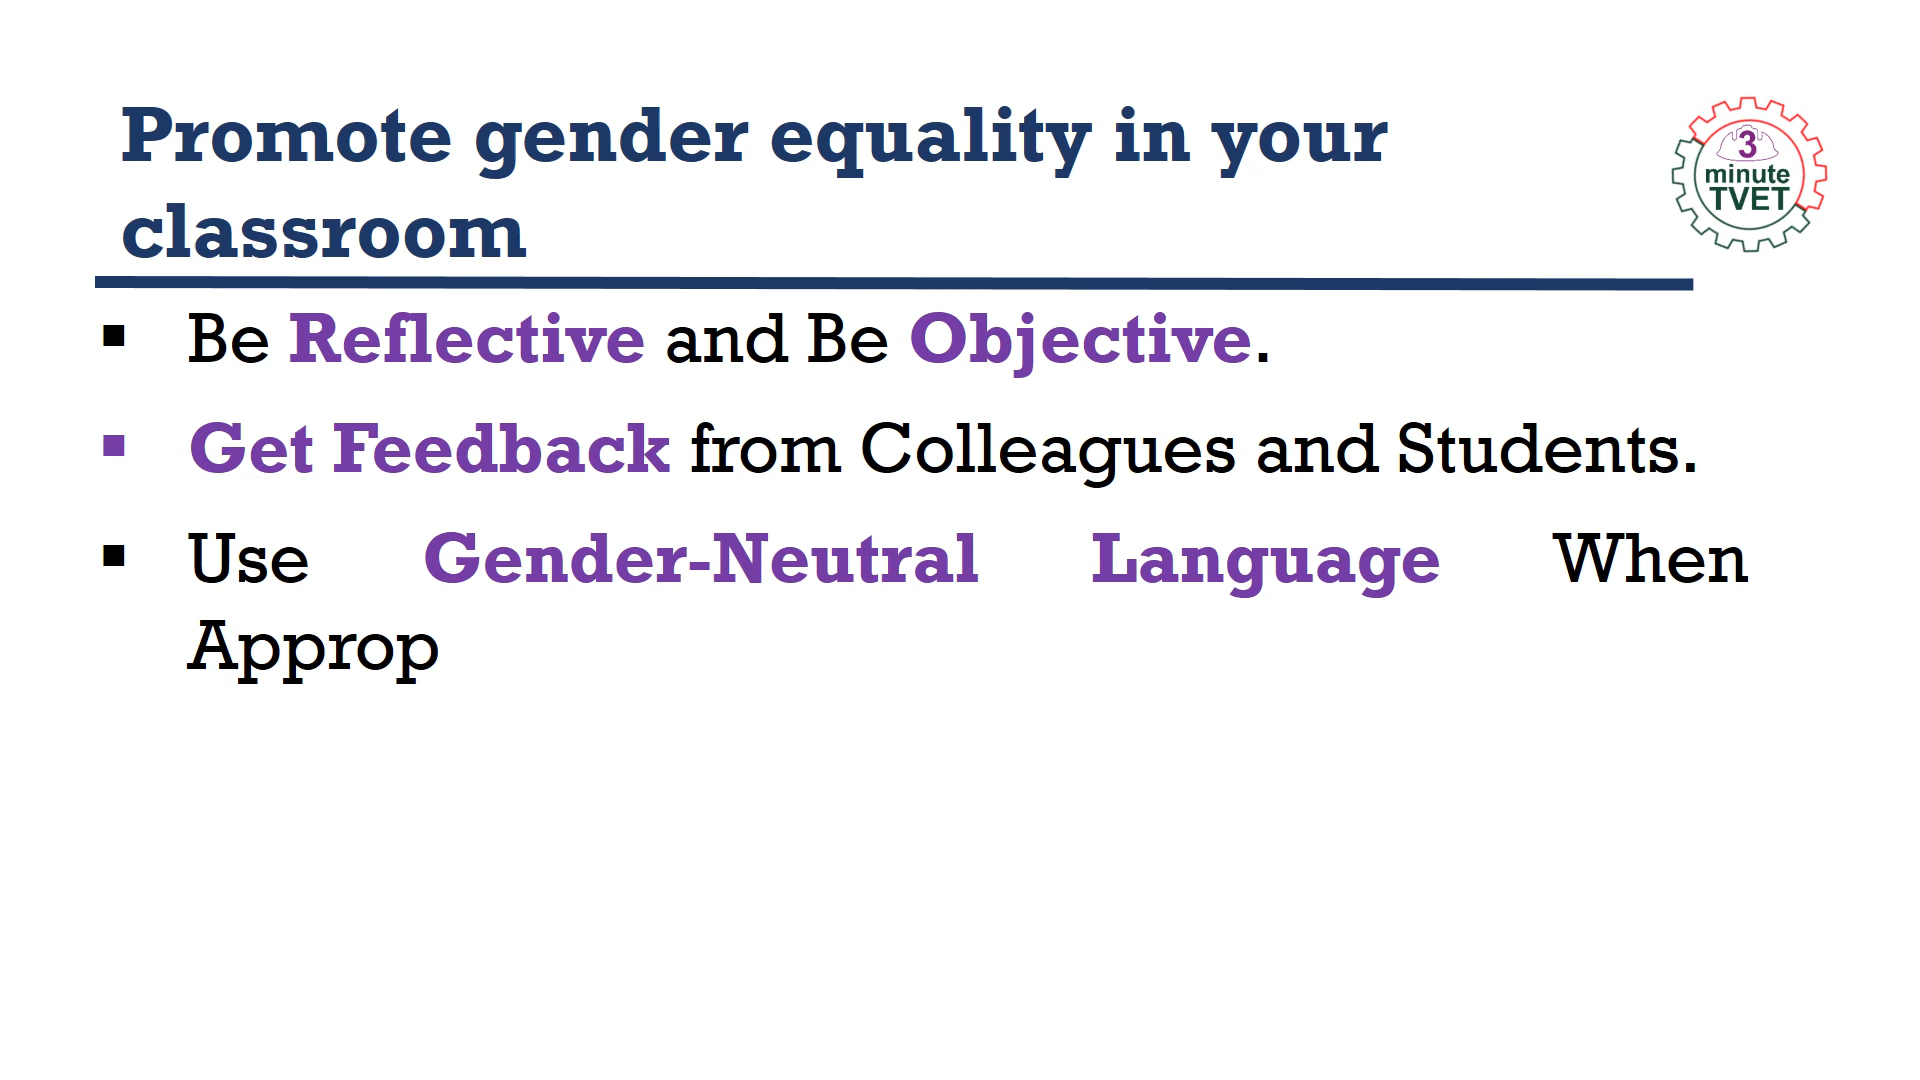 Promote gender equality in your
classroom
3
minute
TVET
▪ Be Reflective and Be Objective.
▪ Get Feedback from Colleagues and Students.
▪ Use Gender-Neutral Language When
Approp